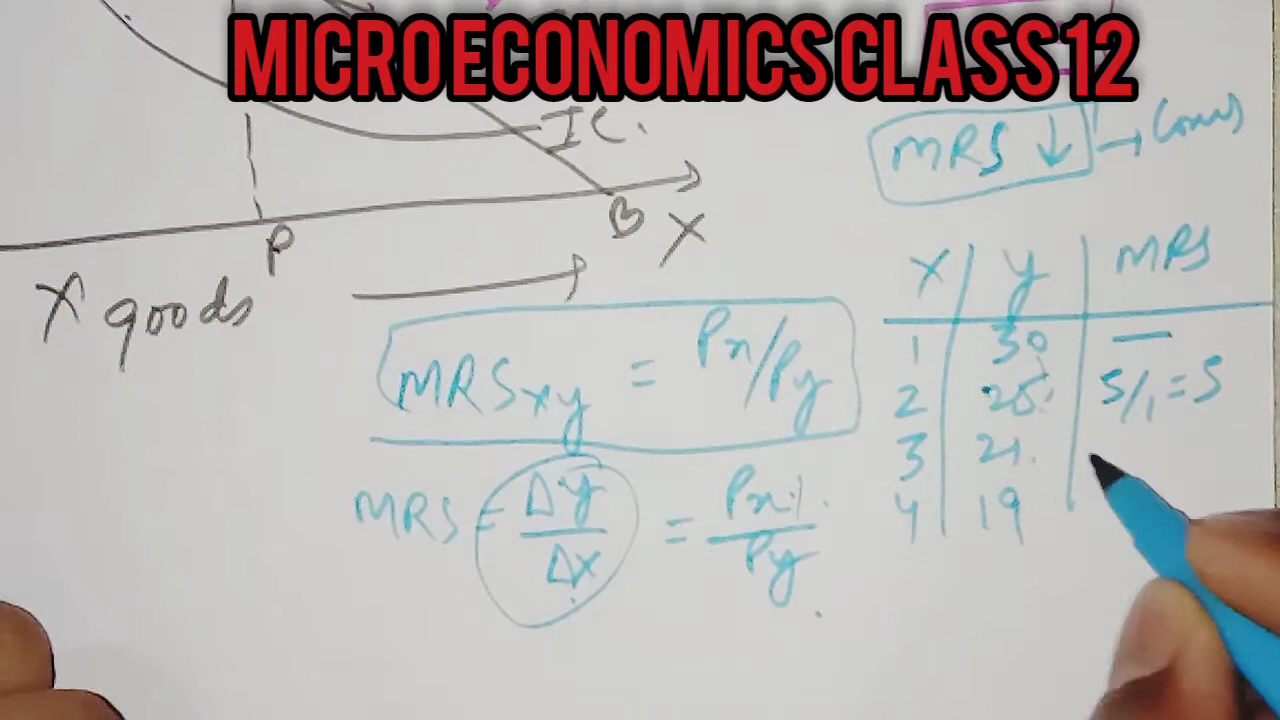 MICRO ECONOMICS CLASS 12
IC.
B
X
P
X goods
MRS ↓ →
MRSxy = Px/Py
MRS = Δy/Δx = Px/Py
X y MRS
1 30 —
2 25 5/1 = 5
3 21
4 19